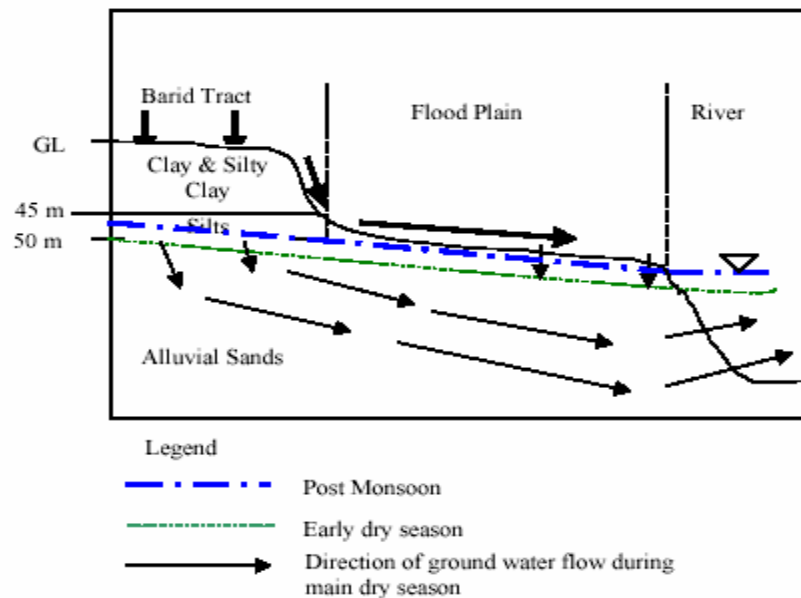 Barid Tract
Flood Plain
River
GL
Clay & Silty
Clay
45 m
Silts
50 m
Alluvial Sands
Legend
Post Monsoon
Early dry season
Direction of ground water flow during
main dry season